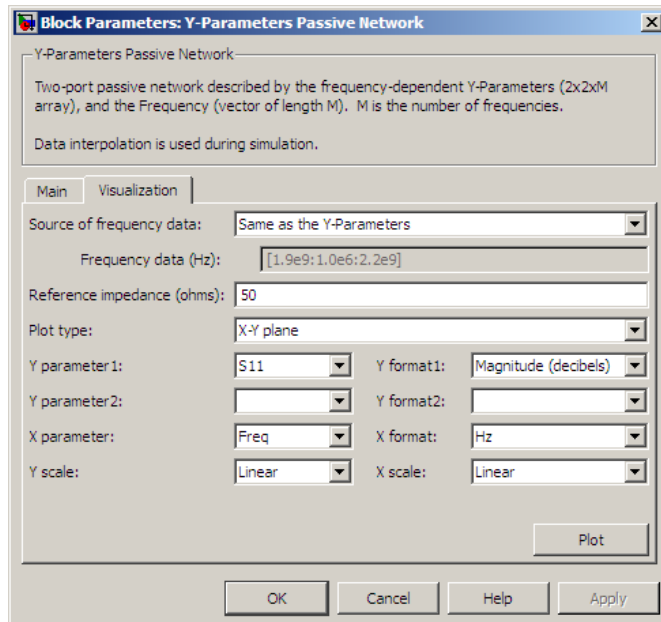 Block Parameters: Y-Parameters Passive Network
Y-Parameters Passive Network
Two-port passive network described by the frequency-dependent Y-Parameters (2x2xM
array), and the Frequency (vector of length M). M is the number of frequencies.
Data interpolation is used during simulation.
Main Visualization
Source of frequency data: Same as the Y-Parameters
Frequency data (Hz): [1.9e9:1.0e6:2.2e9]
Reference impedance (ohms): 50
Plot type: X-Y plane
Y parameter1: S11 Y format1: Magnitude (decibels)
Y parameter2: Y format2:
X parameter: Freq X format: Hz
Y scale: Linear X scale: Linear
Plot
OK Cancel Help Apply